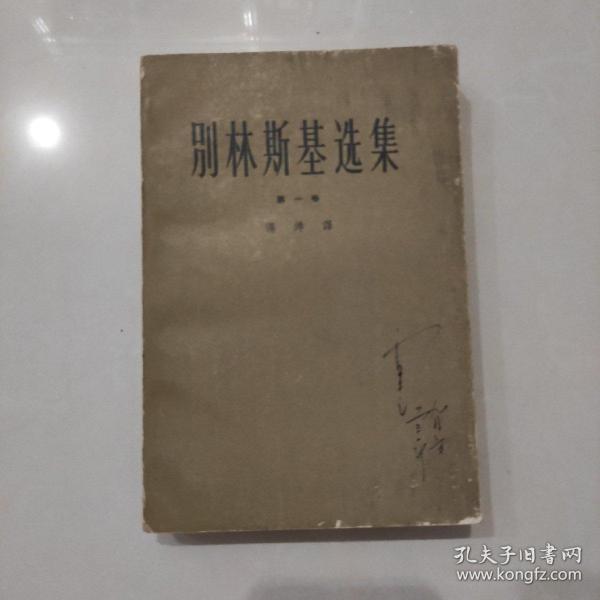 别林斯基选集
第一卷
满涛 译
孔夫子旧书网
www.kongfz.com